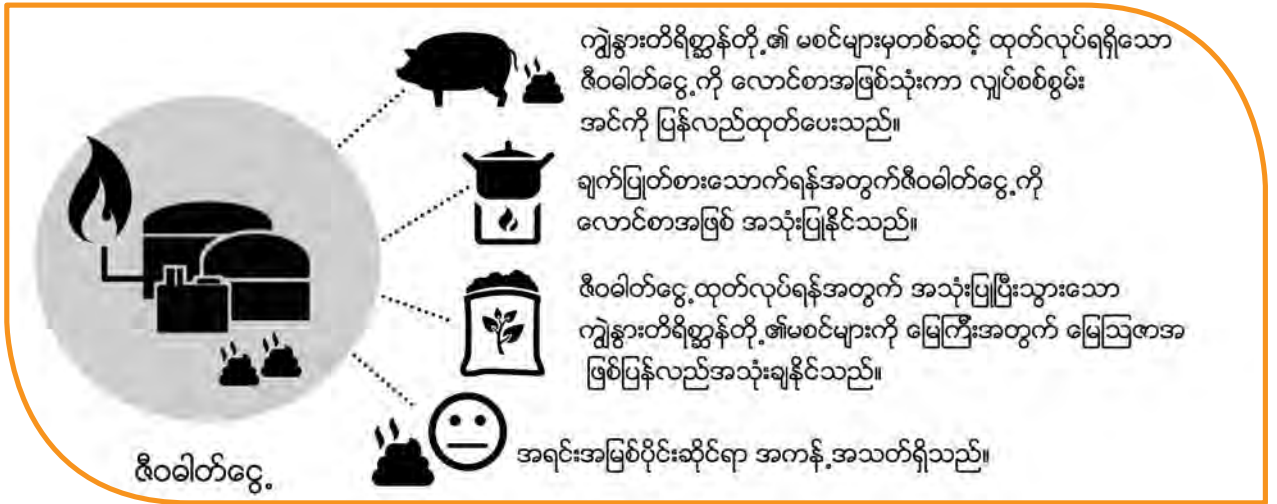 ကျွဲနွားတိရိစ္ဆာန်တို့၏ မစင်များမှတစ်ဆင့် ထုတ်လုပ်ရရှိသော
ဇီဝဓါတ်ငွေ့ကို လောင်စာအဖြစ်သုံးကာ လျှပ်စစ်စွမ်း
အင်ကို ပြန်လည်ထုတ်ပေးသည်။
ချက်ပြုတ်စားသောက်ရန်အတွက်ဇီဝဓါတ်ငွေ့ကို
လောင်စာအဖြစ် အသုံးပြုနိုင်သည်။
ဇီဝဓါတ်ငွေ့ထုတ်လုပ်ရန်အတွက် အသုံးပြုပြီးသွားသော
ကျွဲနွားတိရိစ္ဆာန်တို့၏မစင်များကို မြေကြီးအတွက် မြေဩဇာအ
ဖြစ်ပြန်လည်အသုံးချနိုင်သည်။
အရင်းအမြစ်ပိုင်းဆိုင်ရာ အကန့်အသတ်ရှိသည်။
ဇီဝဓါတ်ငွေ့